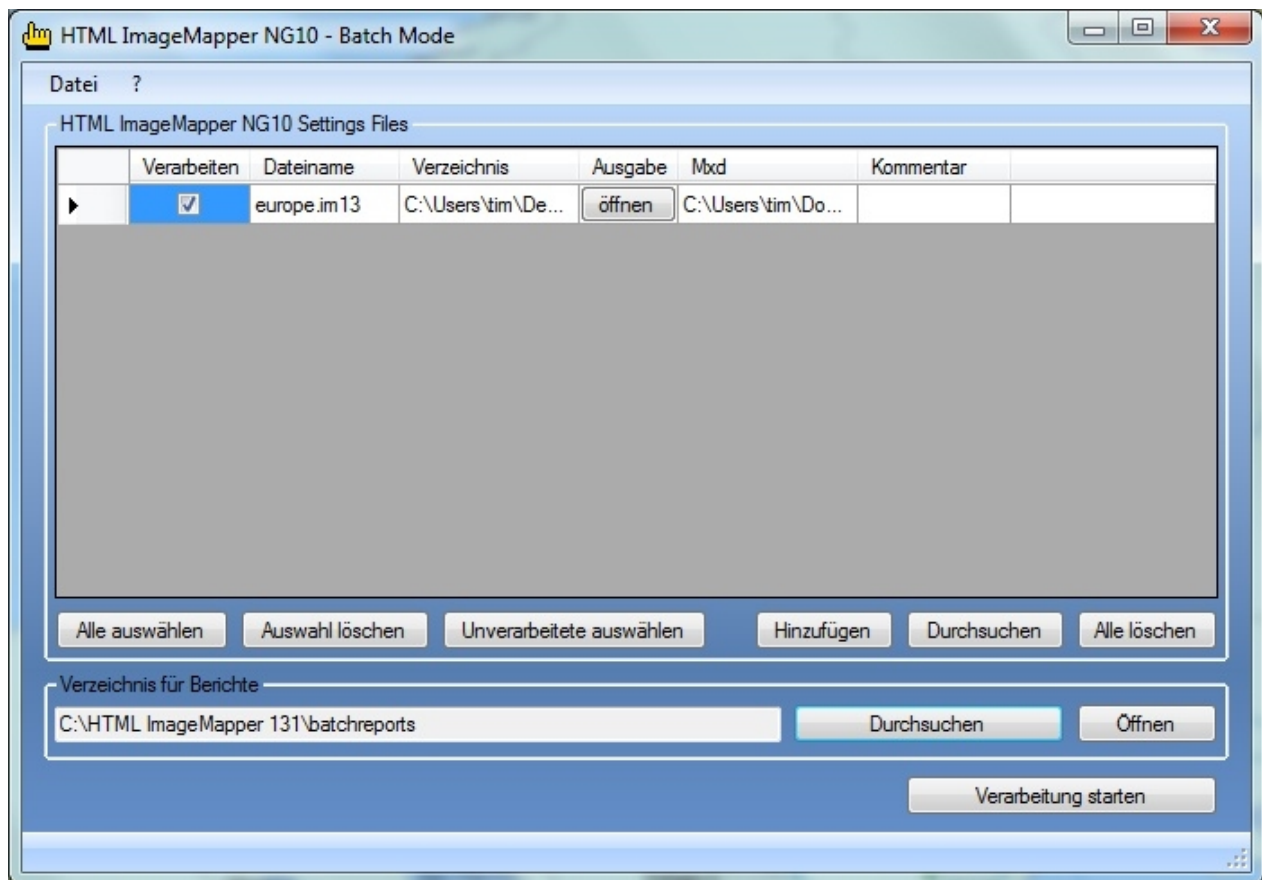 HTML ImageMapper NG10 - Batch Mode
Datei ?
HTML ImageMapper NG10 Settings Files
Verarbeiten Dateiname Verzeichnis Ausgabe Mxd Kommentar
europe.im13 C:\Users\tim\De... öffnen C:\Users\tim\Do...
Alle auswählen Auswahl löschen Unverarbeitete auswählen Hinzufügen Durchsuchen Alle löschen
Verzeichnis für Berichte
C:\HTML ImageMapper 131\batchreports Durchsuchen Öffnen
Verarbeitung starten